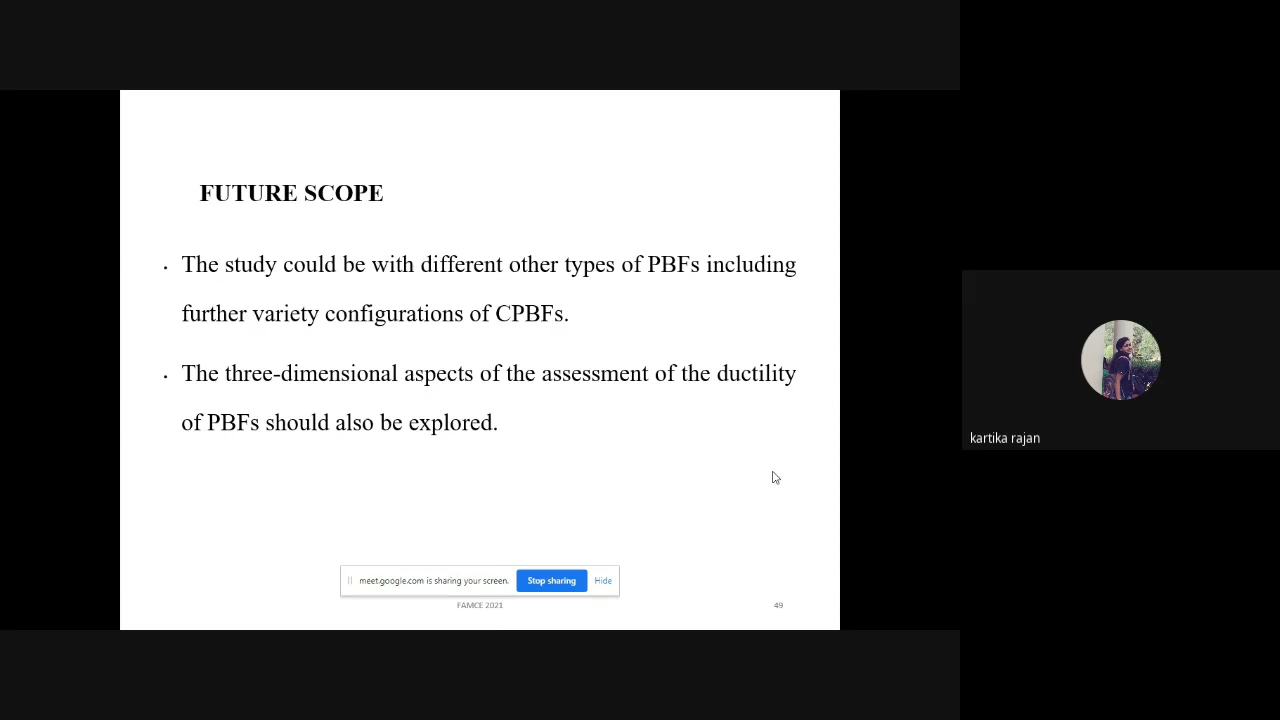 FUTURE SCOPE
• The study could be with different other types of PBFs including
further variety configurations of CPBFs.
• The three-dimensional aspects of the assessment of the ductility
of PBFs should also be explored.
kartika rajan
meet.google.com is sharing your screen. Stop sharing Hide
FAMCE 2021 49